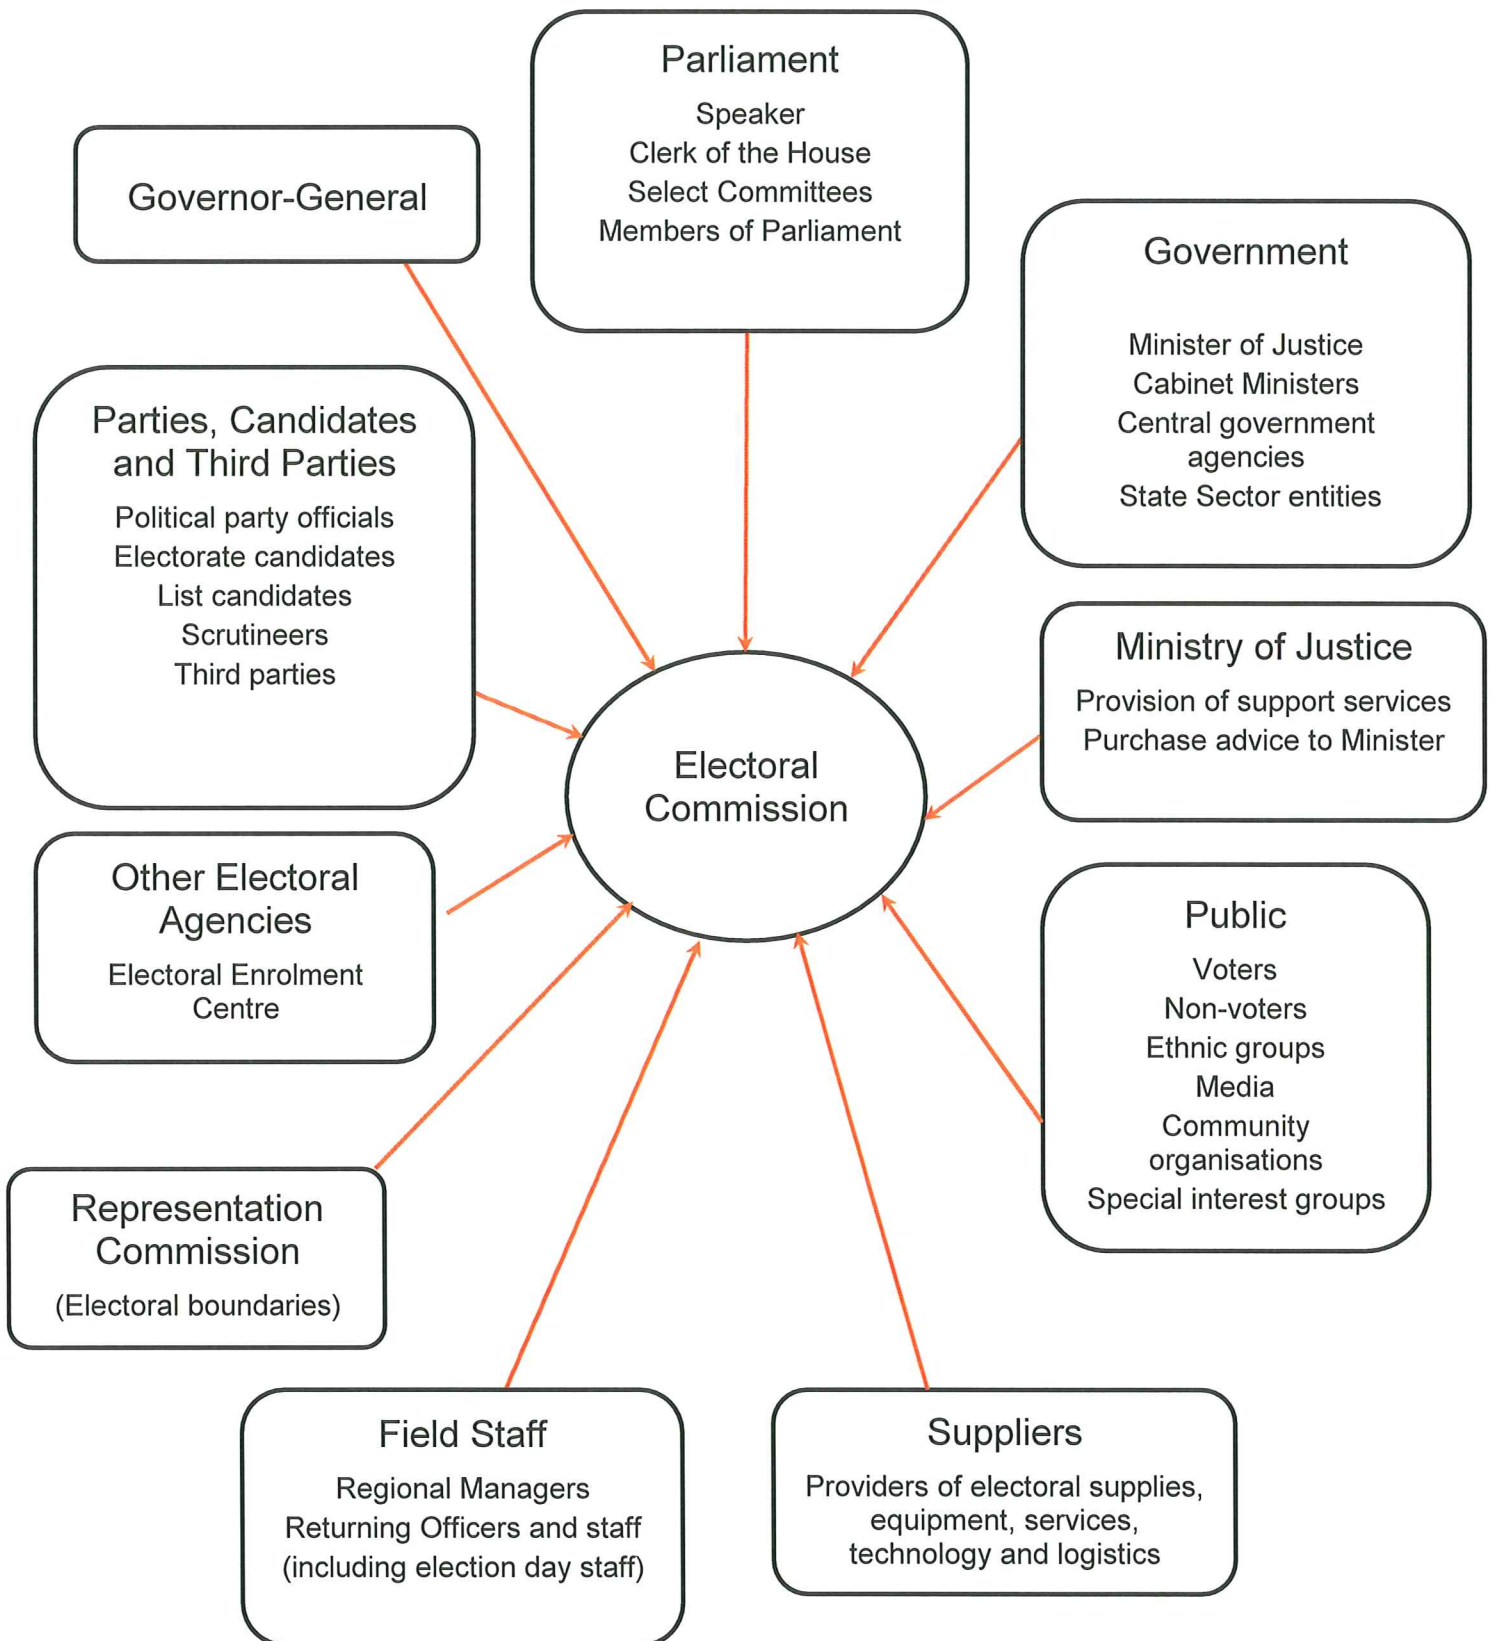 Parliament
Speaker
Clerk of the House
Select Committees
Members of Parliament
Governor-General
Government
Minister of Justice
Cabinet Ministers
Central government
agencies
State Sector entities
Parties, Candidates
and Third Parties
Political party officials
Electorate candidates
List candidates
Scrutineers
Third parties
Ministry of Justice
Provision of support services
Purchase advice to Minister
Electoral
Commission
Other Electoral
Agencies
Electoral Enrolment
Centre
Public
Voters
Non-voters
Ethnic groups
Media
Community
organisations
Special interest groups
Representation
Commission
(Electoral boundaries)
Field Staff
Regional Managers
Returning Officers and staff
(including election day staff)
Suppliers
Providers of electoral supplies,
equipment, services,
technology and logistics